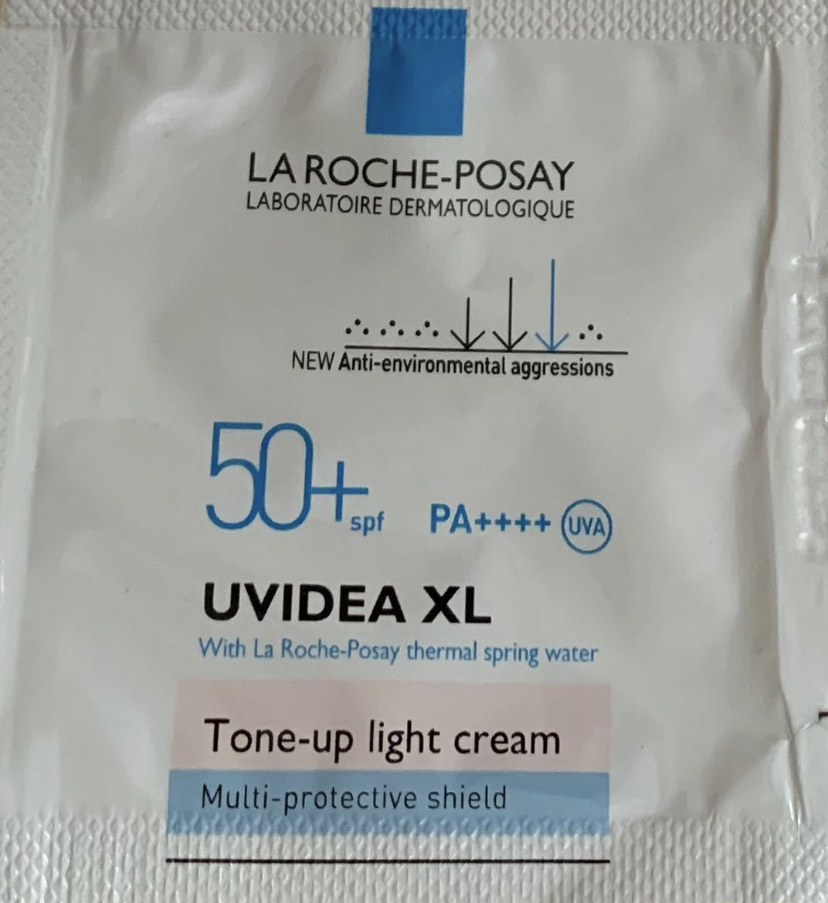 LA ROCHE-POSAY
LABORATOIRE DERMATOLOGIQUE
NEW Anti-environmental aggressions
50+ spf PA++++ UVA
UVIDEA XL
With La Roche-Posay thermal spring water
Tone-up light cream
Multi-protective shield